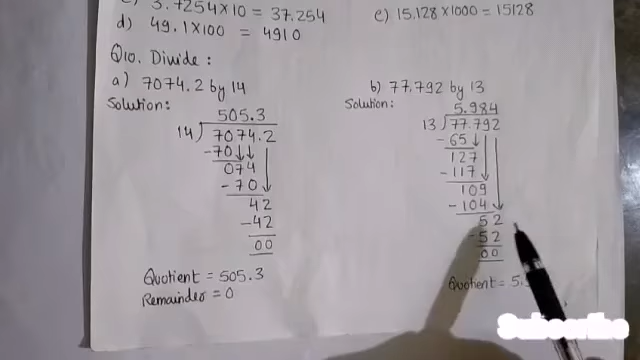 3.7254 × 10 = 37.254
e) 15.128 × 1000 = 15128
d) 49.1 × 100 = 4910
Q10. Divide :
a) 7074.2 by 14
Solution:
505.3
14 ) 7074.2
-70
074
-70
42
-42
00
Quotient = 505.3
Remainder = 0
b) 77.792 by 13
Solution:
5.984
13 ) 77.792
-65
127
-117
109
-104
52
-52
00
Quotient = 5.
Subscribe